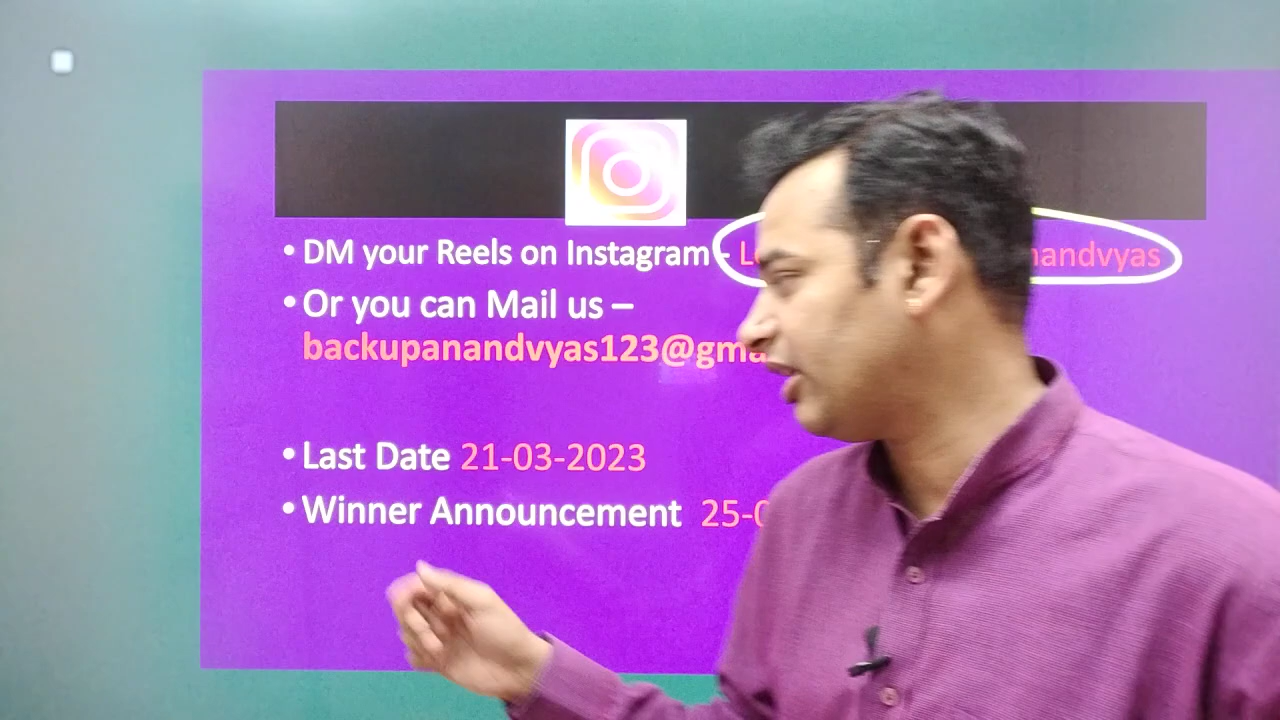 • DM your Reels on Instagram - nandvyas
• Or you can Mail us –
backupanandvyas123@gma
• Last Date 21-03-2023
• Winner Announcement 25-0